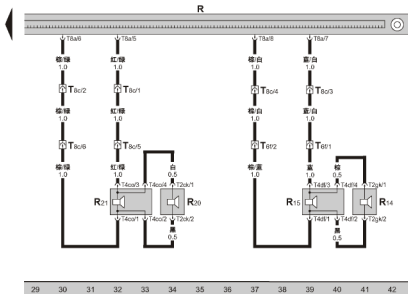 R
T8a/6 T8a/5 T8a/8 T8a/7
棕/绿 红/绿 棕/白 蓝/白
1.0 1.0 1.0 1.0
T8c/2 T8c/1 T8c/4 T8c/3
棕/绿 红/绿 棕/白 蓝/白
1.0 1.0 1.0 1.0
T8c/6 T8c/5 T6f/2 T6f/1
棕/绿 红/绿 白 棕/蓝 蓝 棕
1.0 1.0 0.5 1.0 1.0 0.5
T4co/3 T4co/4 T2ck/1 T4df/3 T4df/4 T2gk/1
R21 R20 R15 R14
T4co/1 T4co/2 T2ck/2 T4df/1 T4df/2 T2gk/2
黑 黑
0.5 0.5
29 30 31 32 33 34 35 36 37 38 39 40 41 42